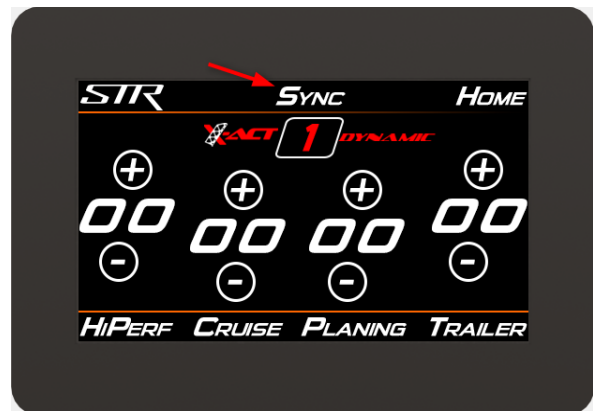 STR SYNC HOME
X-ACT 1 DYNAMIC
+ + + +
00 00 00 00
- - - -
HIPERF CRUISE PLANING TRAILER